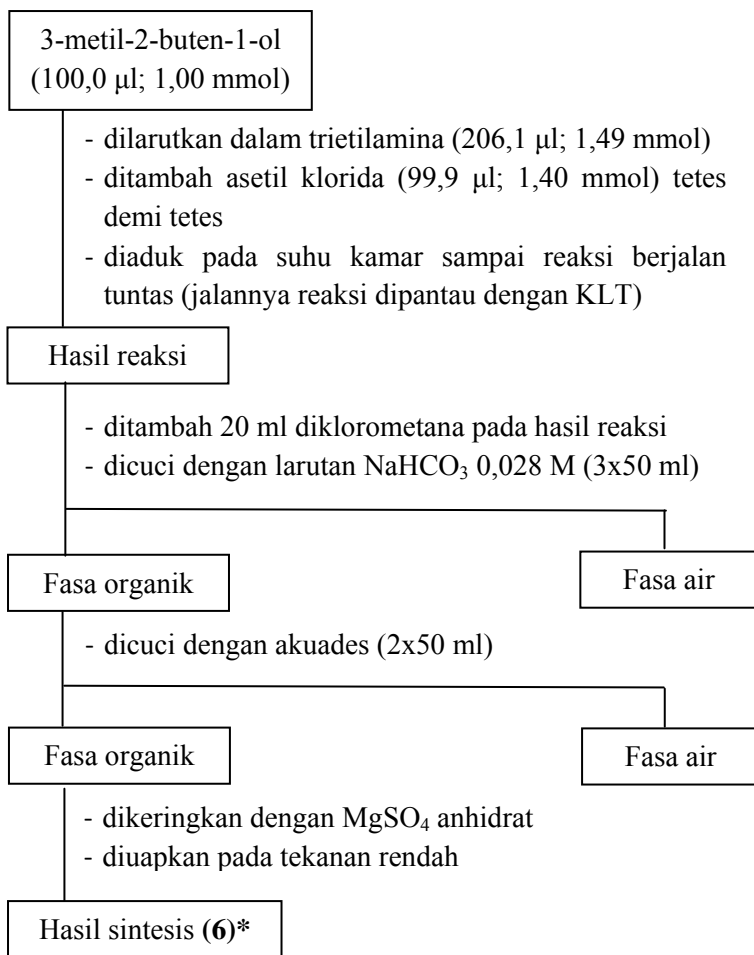 3-metil-2-buten-1-ol
(100,0 μl; 1,00 mmol)
- dilarutkan dalam trietilamina (206,1 μl; 1,49 mmol)
- ditambah asetil klorida (99,9 μl; 1,40 mmol) tetes
demi tetes
- diaduk pada suhu kamar sampai reaksi berjalan
tuntas (jalannya reaksi dipantau dengan KLT)
Hasil reaksi
- ditambah 20 ml diklorometana pada hasil reaksi
- dicuci dengan larutan NaHCO₃ 0,028 M (3x50 ml)
Fasa organik
Fasa air
- dicuci dengan akuades (2x50 ml)
Fasa organik
Fasa air
- dikeringkan dengan MgSO₄ anhidrat
- diuapkan pada tekanan rendah
Hasil sintesis (6)*